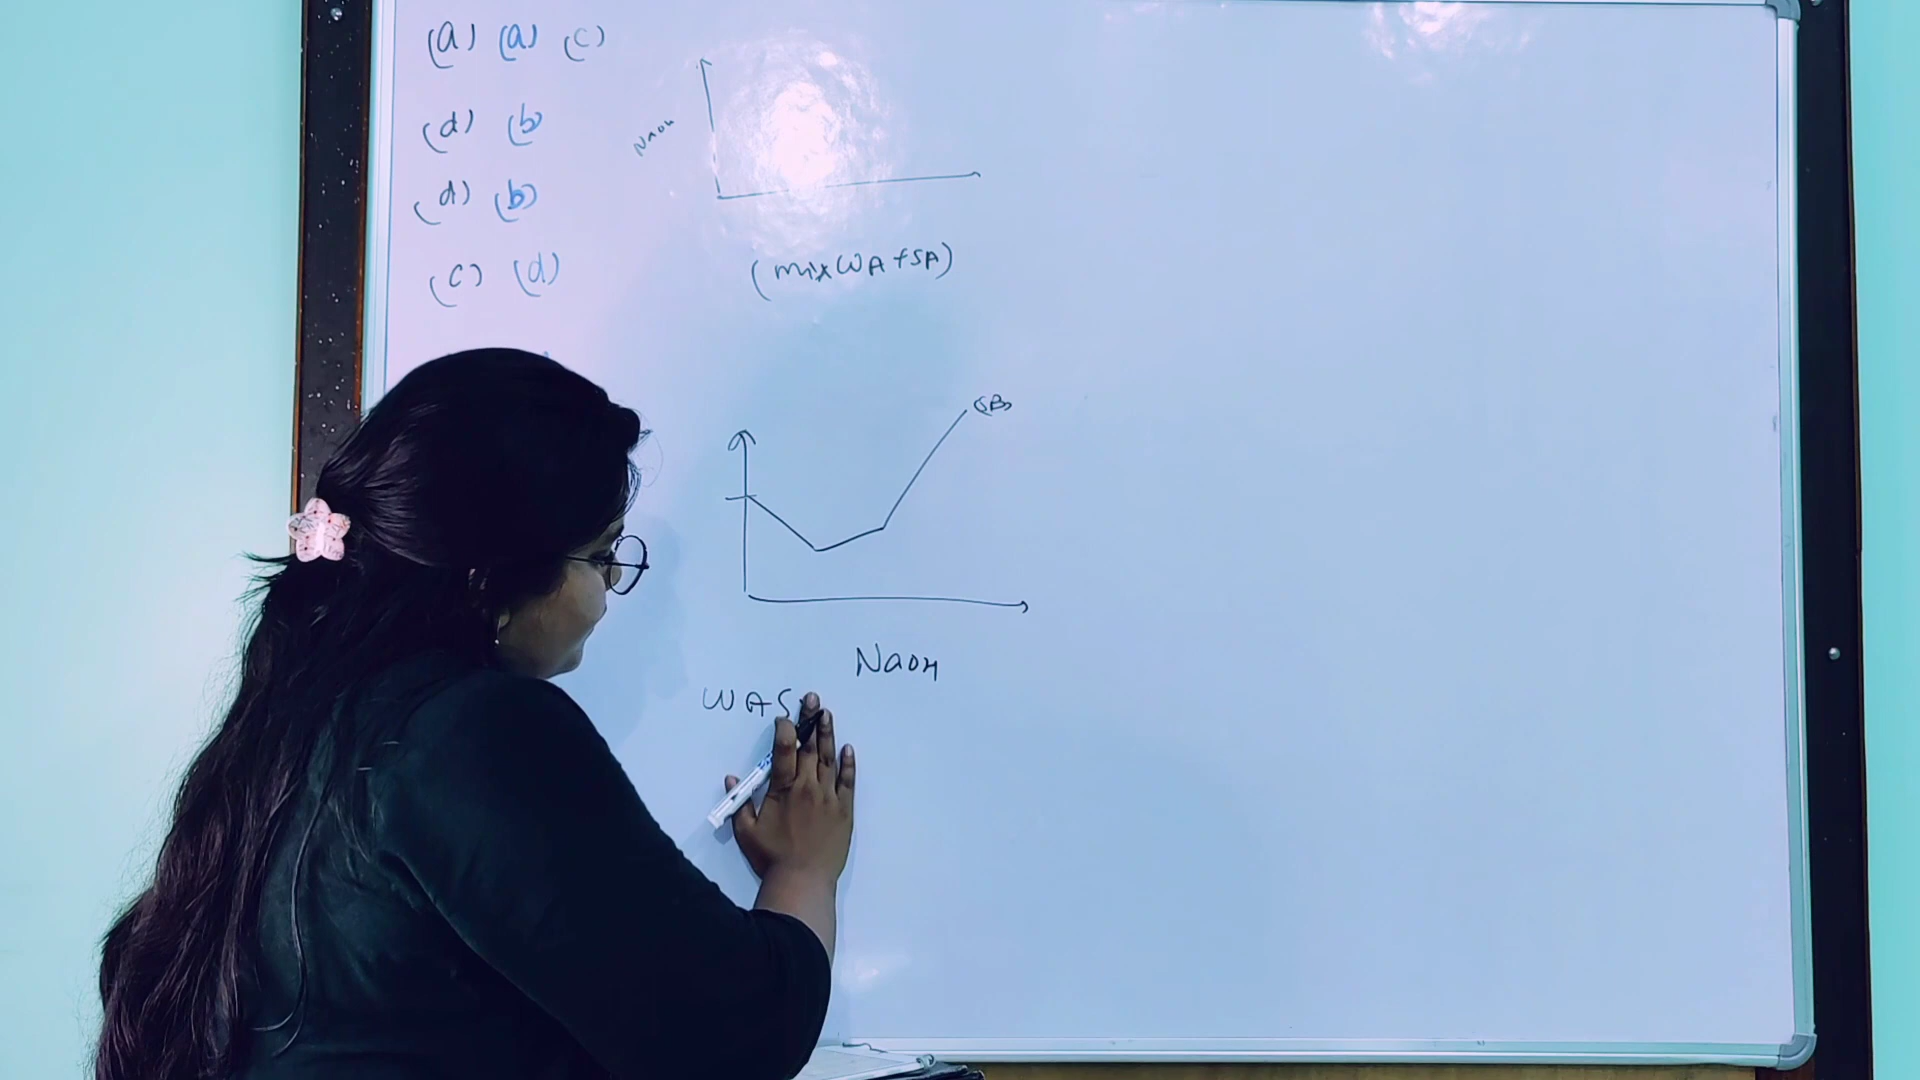 (a) (a) (c)
(d) (b)
(d) (b)
(c) (d)
NaOH
(mix WA + SA)
(SB)
NaOH
WAS